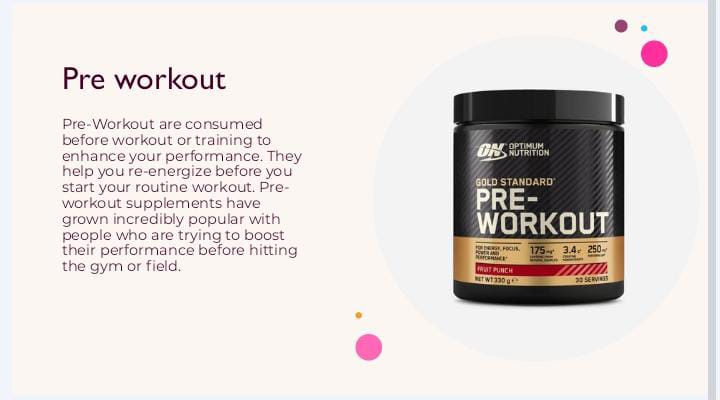 Pre workout
Pre-Workout are consumed
before workout or training to
enhance your performance. They
help you re-energize before you
start your routine workout. Pre-
workout supplements have
grown incredibly popular with
people who are trying to boost
their performance before hitting
the gym or field.
ON OPTIMUM
NUTRITION
GOLD STANDARD
PRE-
WORKOUT
FOR ENERGY, FOCUS,
POWER AND
PERFORMANCE
175 mg 3.4 g 250 mg
FRUIT PUNCH
NET WT 330 g e
30 SERVINGS